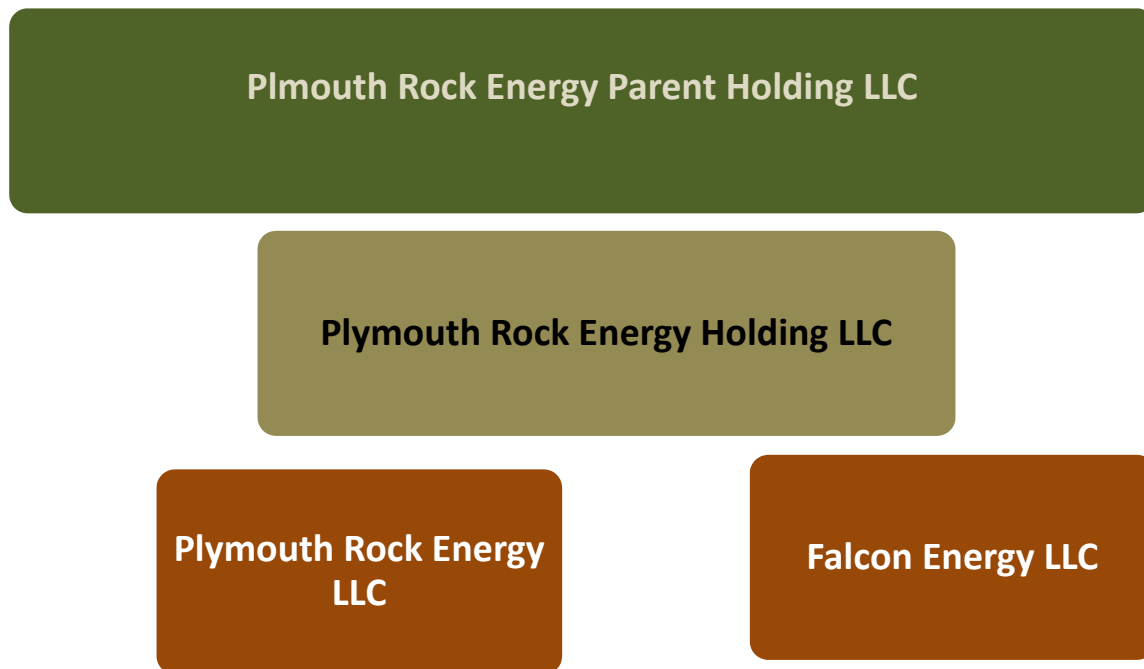 Plmouth Rock Energy Parent Holding LLC
Plymouth Rock Energy Holding LLC
Plymouth Rock Energy
LLC
Falcon Energy LLC